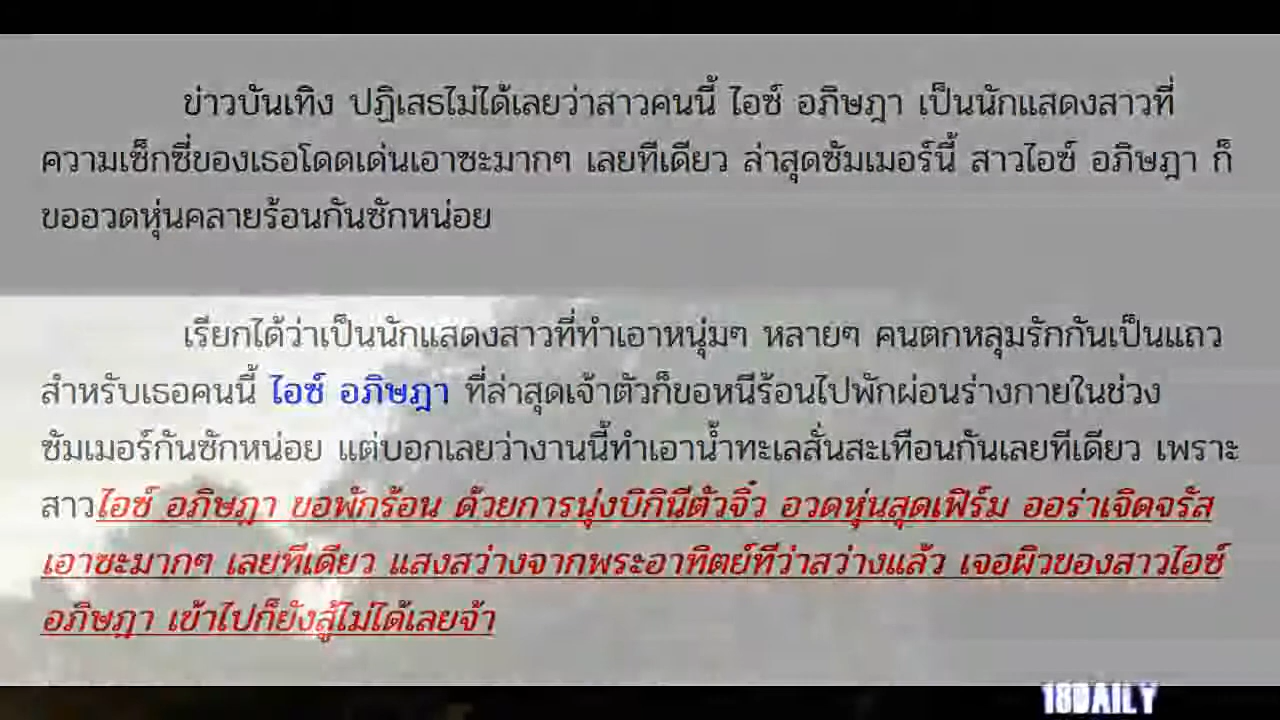 ข่าวบันเทิง ปฏิเสธไม่ได้เลยว่าสาวคนนี้ ไอซ์ อภิษฎา เป็นนักแสดงสาวที่
ความเซ็กซี่ของเธอโดดเด่นเอาซะมากๆ เลยทีเดียว ล่าสุดซัมเมอร์นี้ สาวไอซ์ อภิษฎา ก็
ขออวดหุ่นคลายร้อนกันซักหน่อย
เรียกได้ว่าเป็นนักแสดงสาวที่ทำเอาหนุ่มๆ หลายๆ คนตกหลุมรักกันเป็นแถว
สำหรับเธอคนนี้ ไอซ์ อภิษฎา ที่ล่าสุดเจ้าตัวก็ขอหนีร้อนไปพักผ่อนร่างกายในช่วง
ซัมเมอร์กันซักหน่อย แต่บอกเลยว่างานนี้ทำเอาน้ำทะเลสั่นสะเทือนกันเลยทีเดียว เพราะ
สาวไอซ์ อภิษฎา ขอพักร้อน ด้วยการนุ่งบิกินีตัวจิ๋ว อวดหุ่นสุดเฟิร์ม ออร่าเจิดจรัส
เอาซะมากๆ เลยทีเดียว แสงสว่างจากพระอาทิตย์ทีว่าสว่างแล้ว เจอผิวของสาวไอซ์
อภิษฎา เข้าไปก็ยังสู้ไม่ได้เลยจ้า
18DAILY